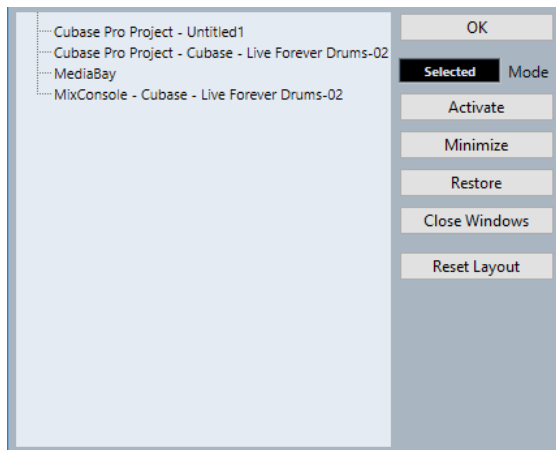 Cubase Pro Project - Untitled1
Cubase Pro Project - Cubase - Live Forever Drums-02
MediaBay
MixConsole - Cubase - Live Forever Drums-02
OK
Selected Mode
Activate
Minimize
Restore
Close Windows
Reset Layout